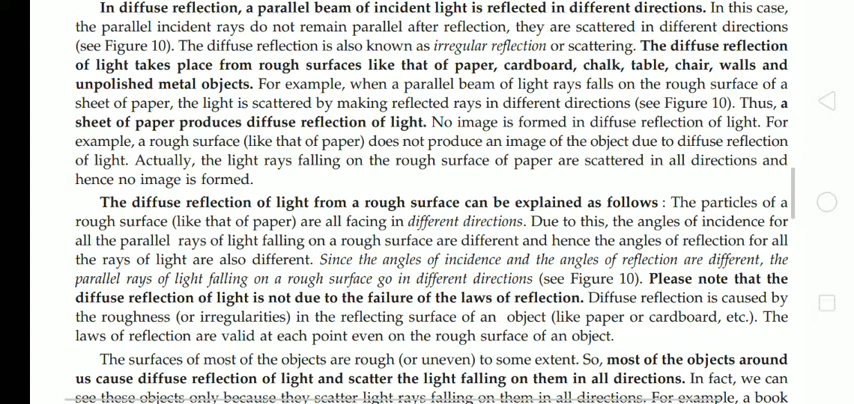 In diffuse reflection, a parallel beam of incident light is reflected in different directions. In this case,
the parallel incident rays do not remain parallel after reflection, they are scattered in different directions
(see Figure 10). The diffuse reflection is also known as irregular reflection or scattering. The diffuse reflection
of light takes place from rough surfaces like that of paper, cardboard, chalk, table, chair, walls and
unpolished metal objects. For example, when a parallel beam of light rays falls on the rough surface of a
sheet of paper, the light is scattered by making reflected rays in different directions (see Figure 10). Thus, a
sheet of paper produces diffuse reflection of light. No image is formed in diffuse reflection of light. For
example, a rough surface (like that of paper) does not produce an image of the object due to diffuse reflection
of light. Actually, the light rays falling on the rough surface of paper are scattered in all directions and
hence no image is formed.
The diffuse reflection of light from a rough surface can be explained as follows : The particles of a
rough surface (like that of paper) are all facing in different directions. Due to this, the angles of incidence for
all the parallel rays of light falling on a rough surface are different and hence the angles of reflection for all
the rays of light are also different. Since the angles of incidence and the angles of reflection are different, the
parallel rays of light falling on a rough surface go in different directions (see Figure 10). Please note that the
diffuse reflection of light is not due to the failure of the laws of reflection. Diffuse reflection is caused by
the roughness (or irregularities) in the reflecting surface of an object (like paper or cardboard, etc.). The
laws of reflection are valid at each point even on the rough surface of an object.
The surfaces of most of the objects are rough (or uneven) to some extent. So, most of the objects around
us cause diffuse reflection of light and scatter the light falling on them in all directions. In fact, we can
see these objects only because they scatter light rays falling on them in all directions. For example, a book